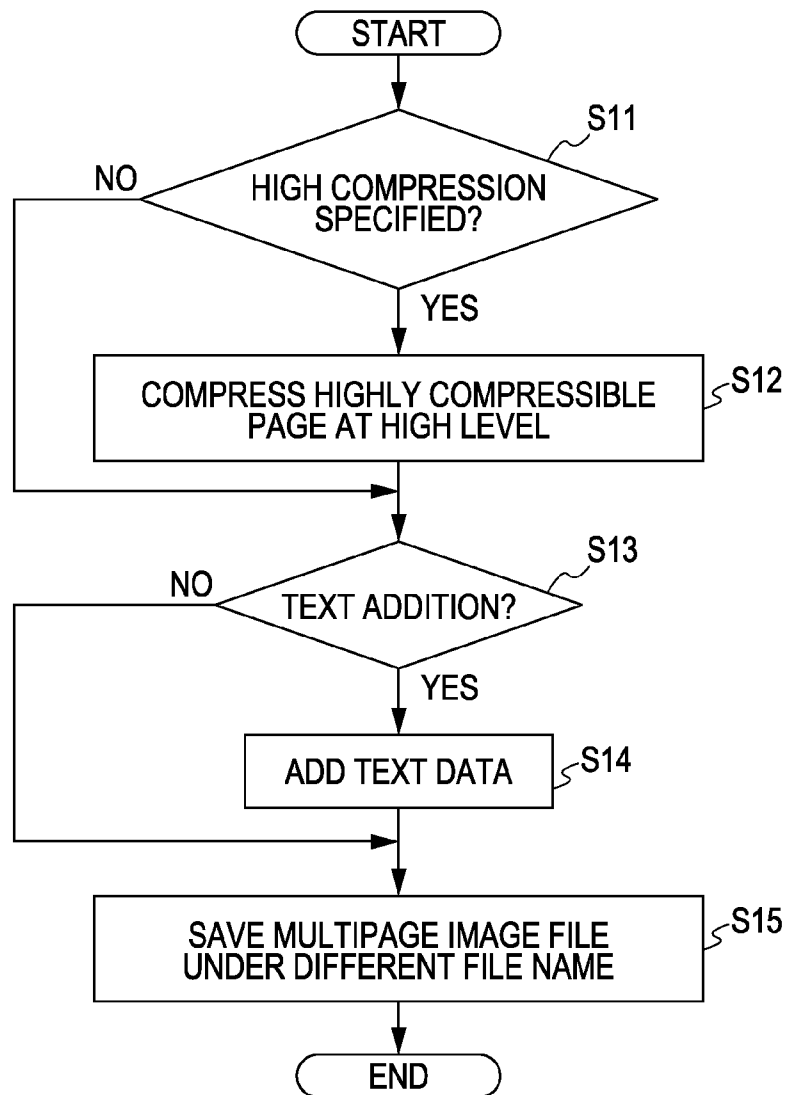 START
S11
NO
HIGH COMPRESSION
SPECIFIED?
YES
S12
COMPRESS HIGHLY COMPRESSIBLE
PAGE AT HIGH LEVEL
S13
NO
TEXT ADDITION?
YES
ADD TEXT DATA
S14
S15
SAVE MULTIPAGE IMAGE FILE
UNDER DIFFERENT FILE NAME
END